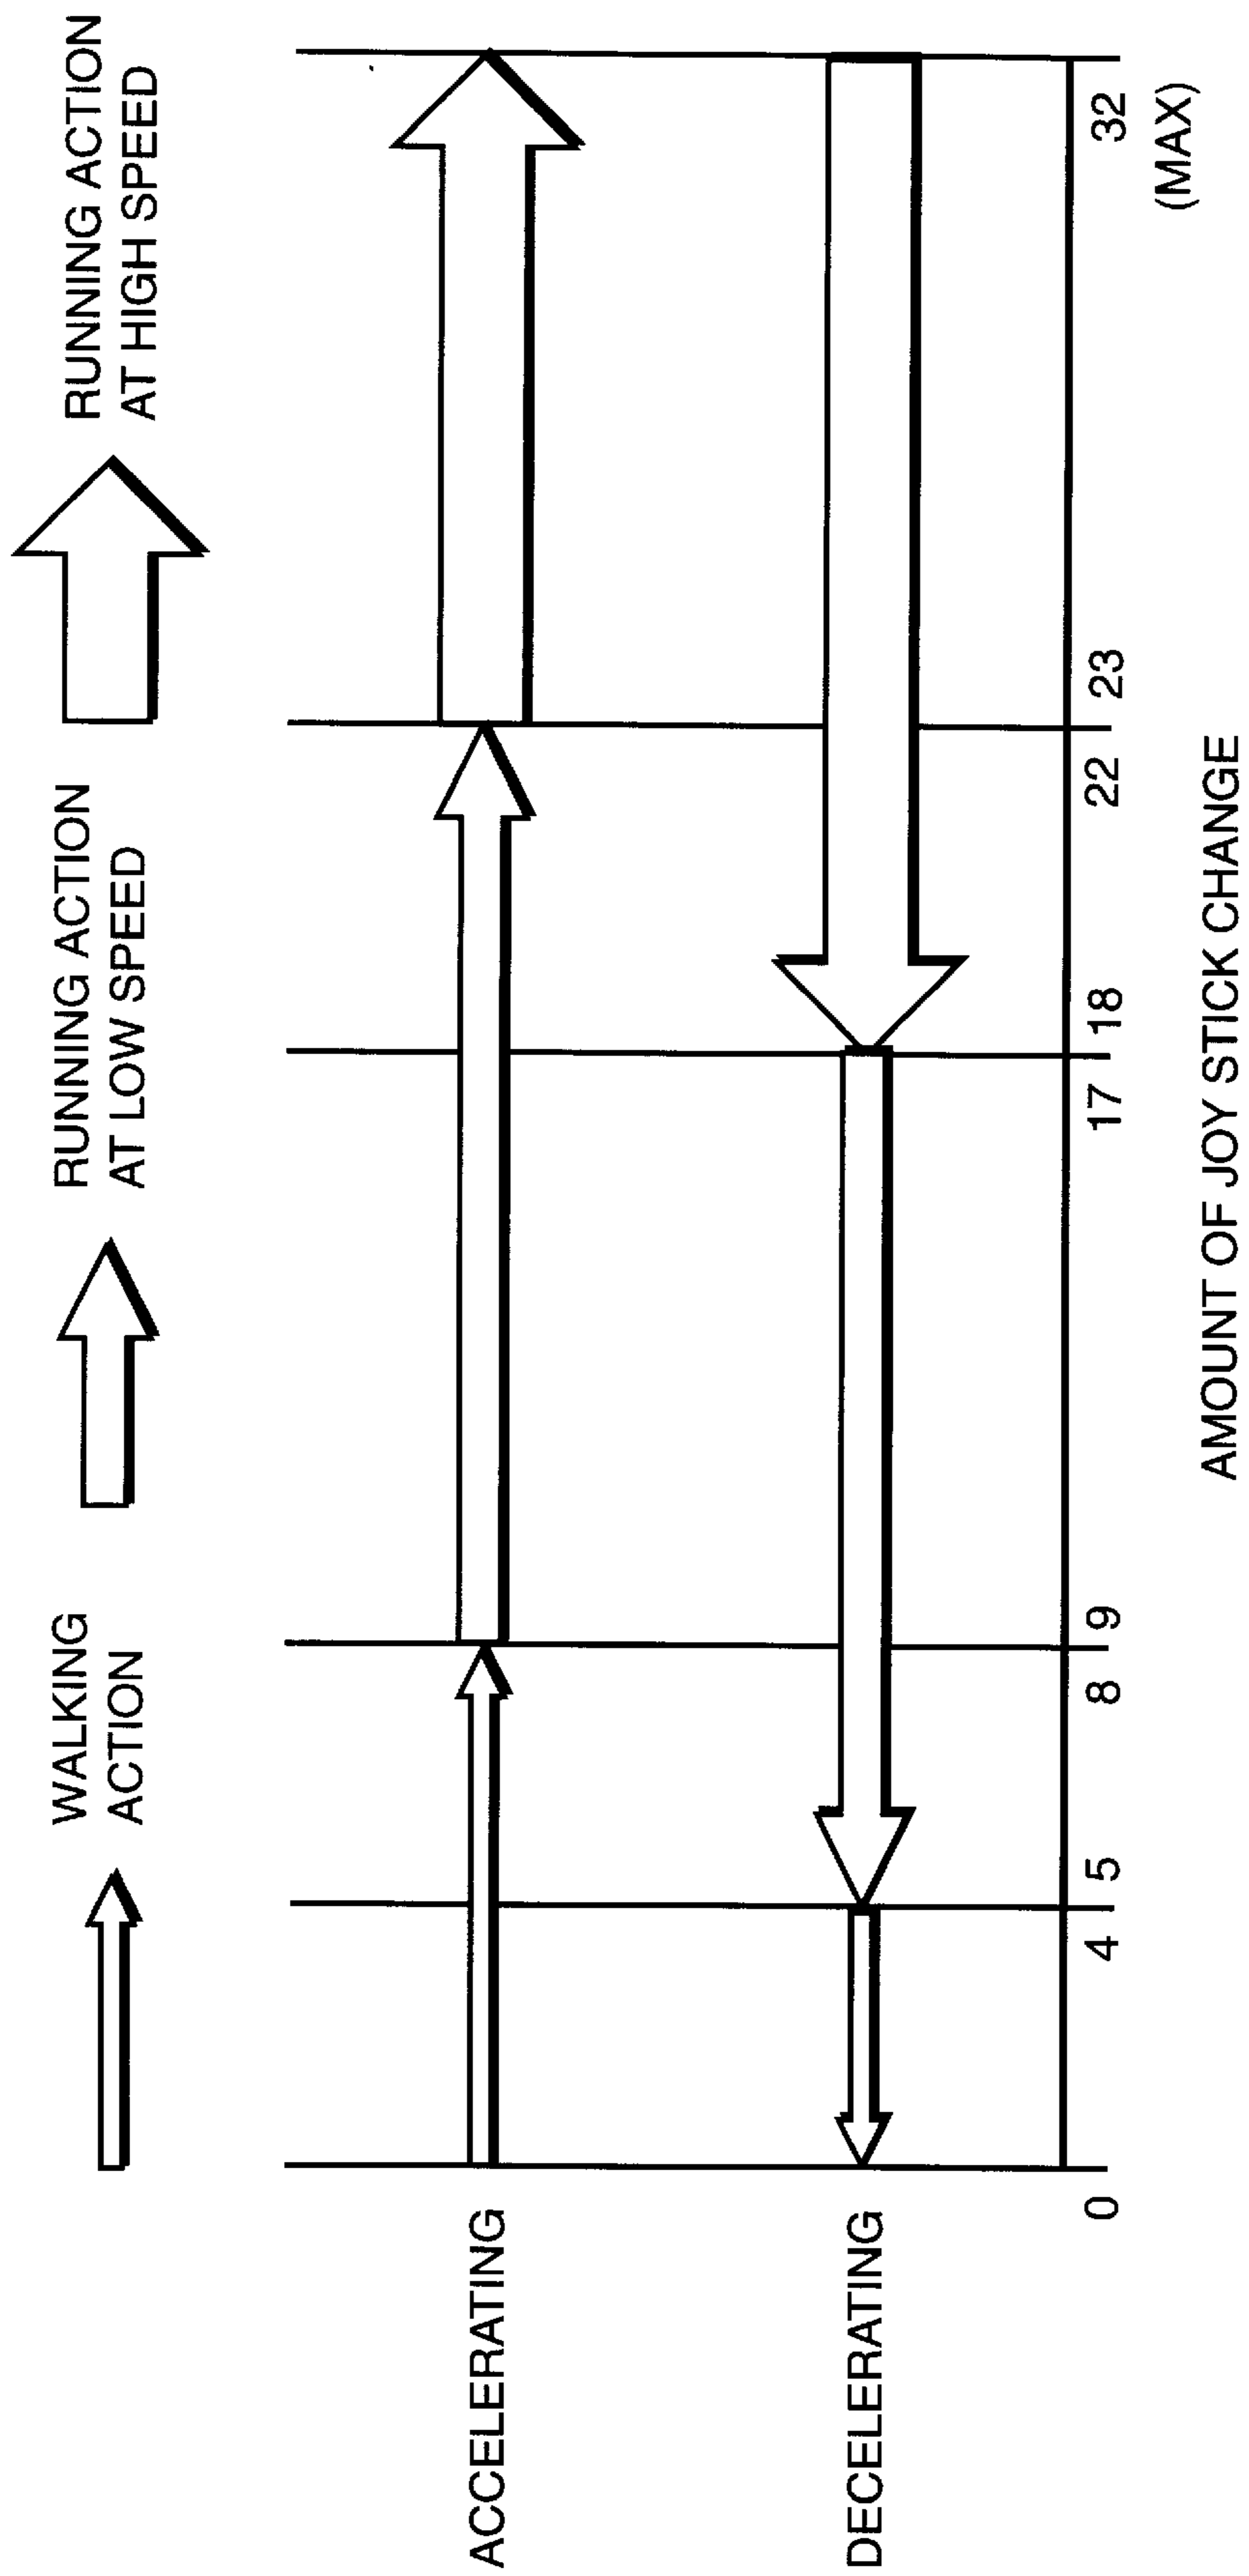 WALKING
ACTION
RUNNING ACTION
AT LOW SPEED
RUNNING ACTION
AT HIGH SPEED
ACCELERATING
DECELERATING
0 4 5 8 9 17 18 22 23 32
(MAX)
AMOUNT OF JOY STICK CHANGE